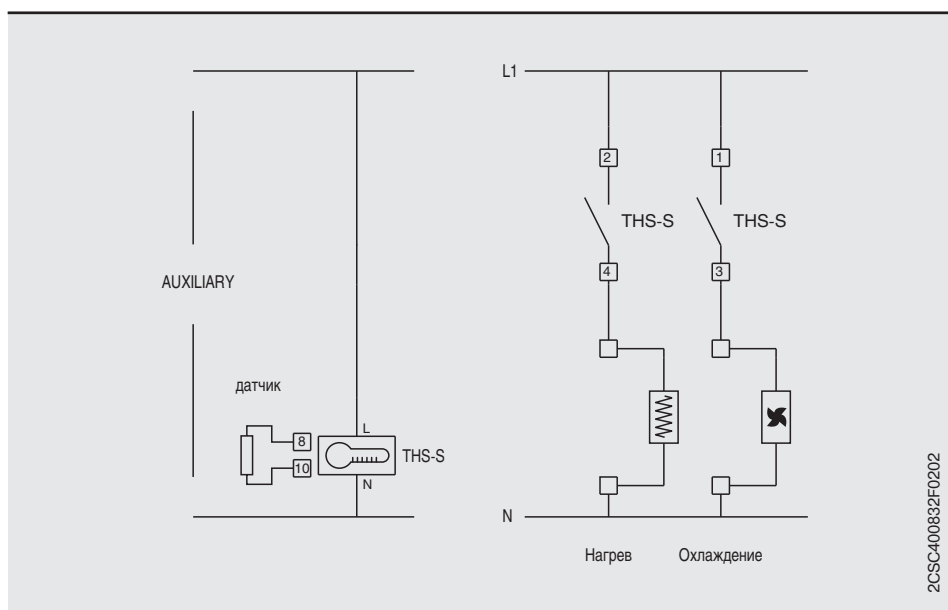 L1
2
1
THS-S
THS-S
AUXILIARY
4
3
датчик
L
8
THS-S
10
N
N
Нагрев
Охлаждение
2CSC400832F0202